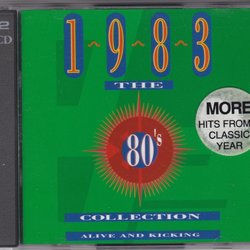 2
CD
1•9•8•3
THE
80's
COLLECTION
ALIVE AND KICKING
MORE
HITS FROM
CLASSIC
YEAR